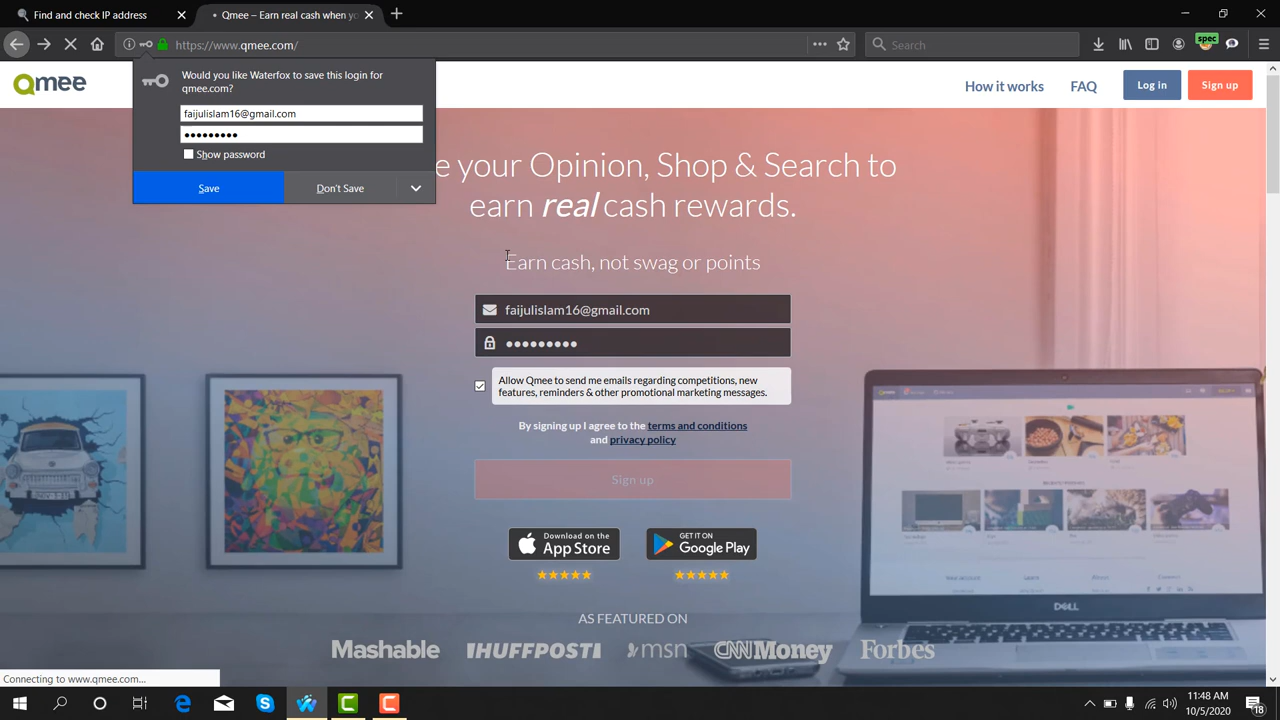 Find and check IP address
Qmee – Earn real cash when yo
https://www.qmee.com/
Search
spec
Would you like Waterfox to save this login for
qmee.com?
faijulislam16@gmail.com
●●●●●●●●●
Show password
Save
Don't Save
Qmee
How it works
FAQ
Log in
Sign up
e your Opinion, Shop & Search to
earn real cash rewards.
Earn cash, not swag or points
faijulislam16@gmail.com
●●●●●●●●●
Allow Qmee to send me emails regarding competitions, new
features, reminders & other promotional marketing messages.
By signing up I agree to the terms and conditions
and privacy policy
Sign up
Download on the
App Store
GET IT ON
Google Play
AS FEATURED ON
Mashable
IHUFFPOSTI
msn
CNNMoney
Forbes
DELL
Connecting to www.qmee.com...
11:48 AM
10/5/2020
18